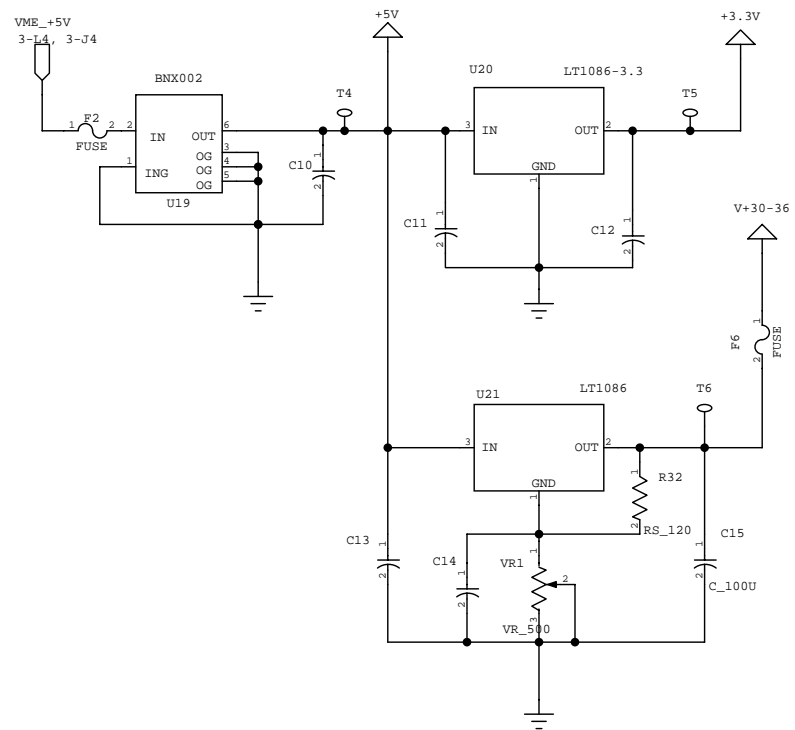 VME_+5V
3-L4, 3-J4
+5V
+3.3V
BNX002
U20
LT1086-3.3
T4
T5
F2
1 2
FUSE
2 IN OUT 6
OG 3
1 ING OG 4
OG 5
U19
C10
1
2
3 IN OUT 2
GND
1
C11
1
2
C12
1
2
V+30-36
F6
1
2
FUSE
U21
LT1086
T6
3 IN OUT 2
GND
1
R32
1
2
RS_120
C13
1
2
C14
1
2
VR1
1
2
3
VR_500
C15
1
2
C_100U